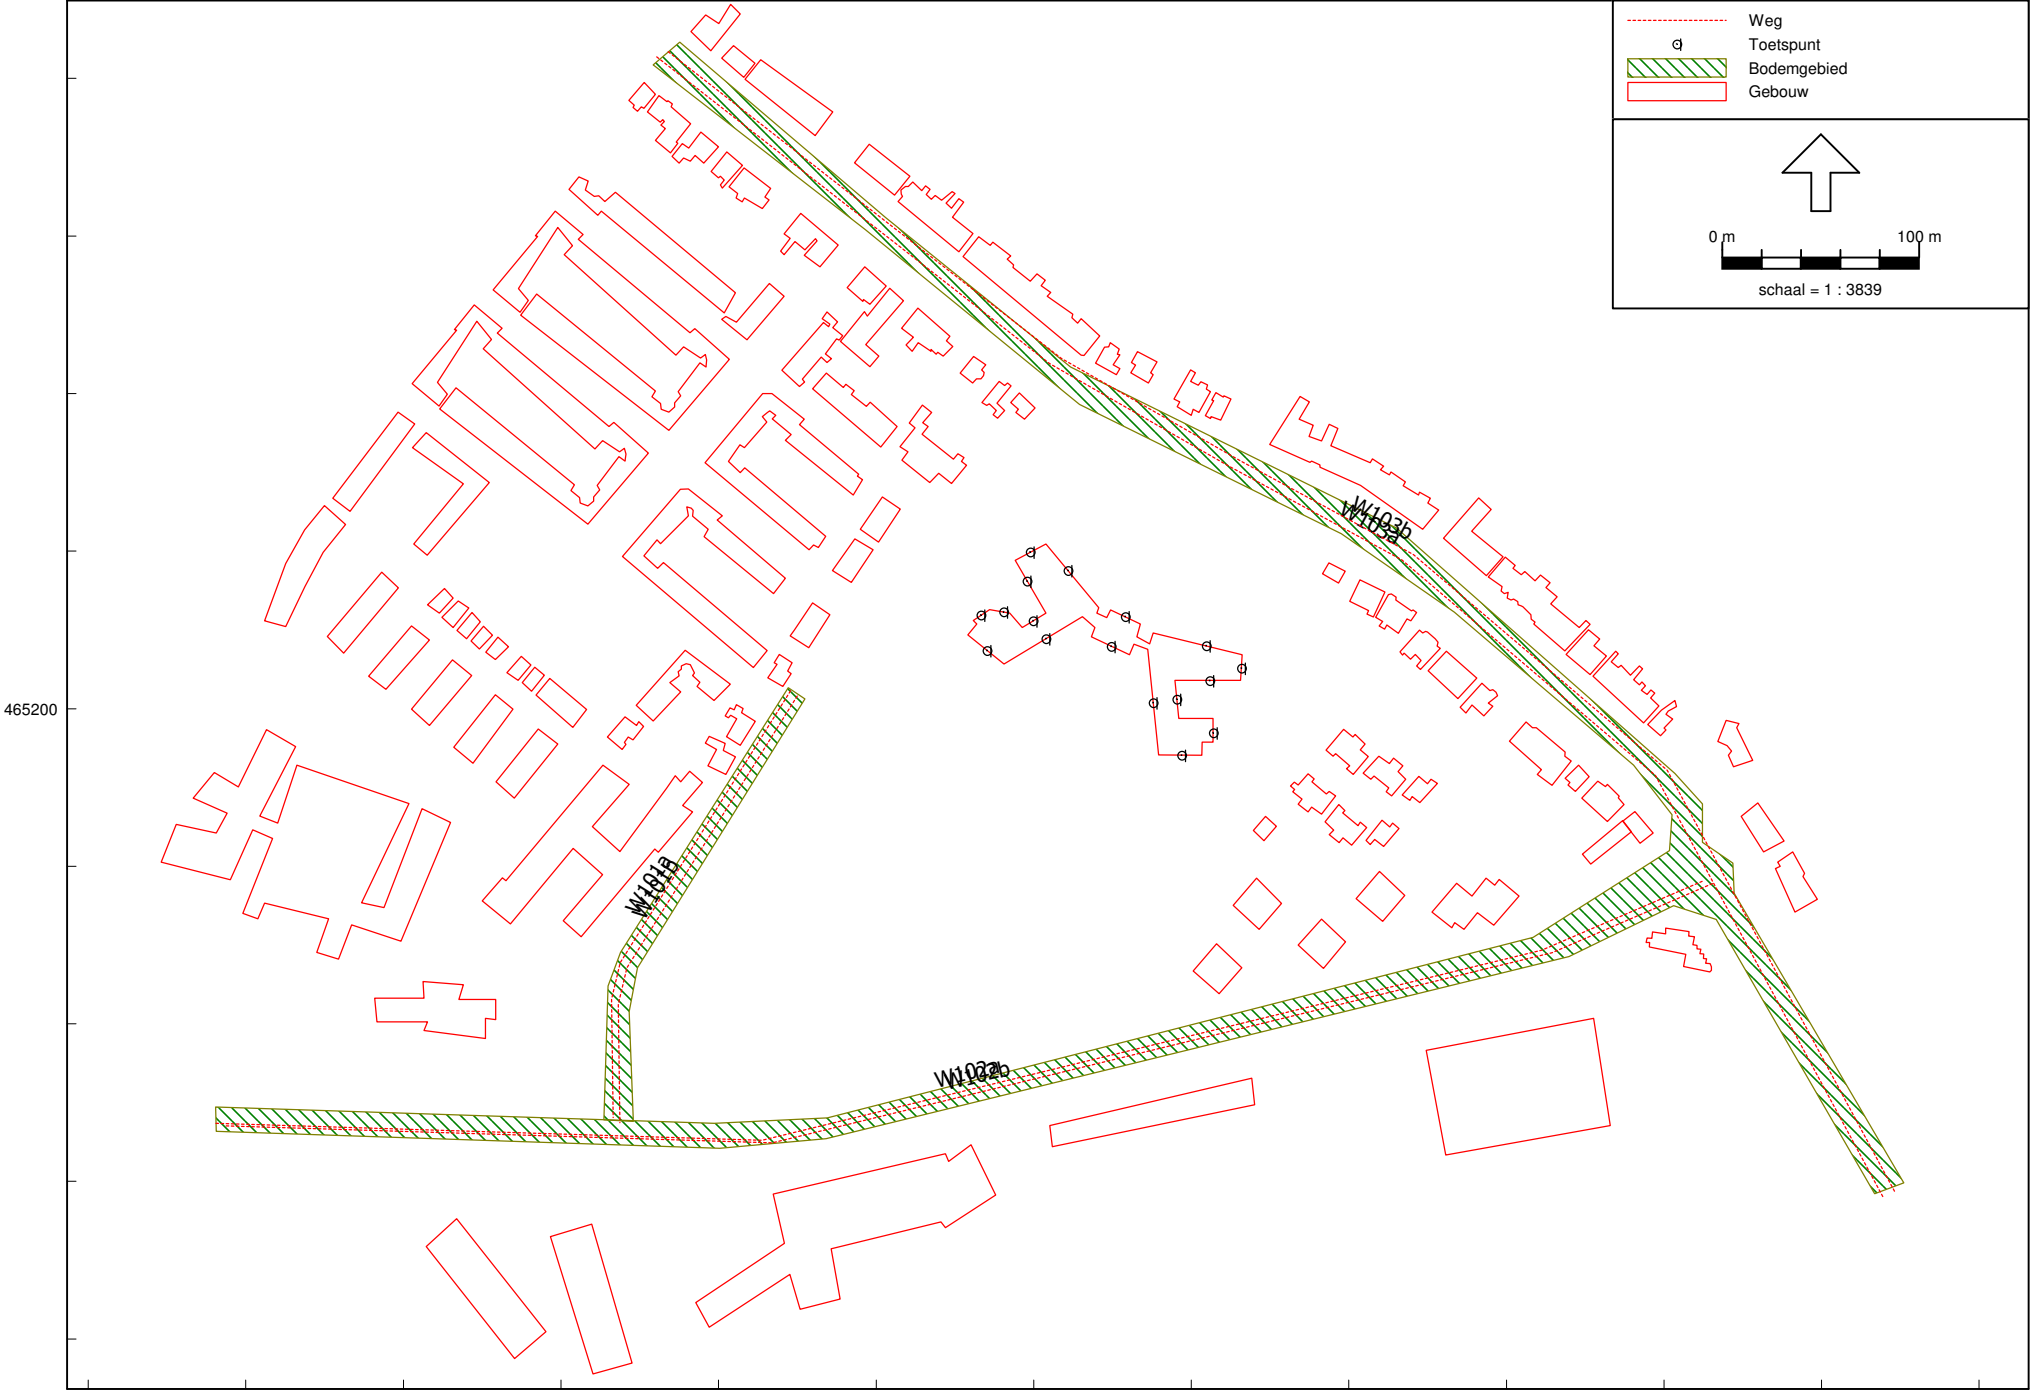 Weg
Toetspunt
Bodemgebied
Gebouw
0 m 100 m
schaal = 1 : 3839
W103b
W103a
465200
W101a
W101b
W102a
W102b